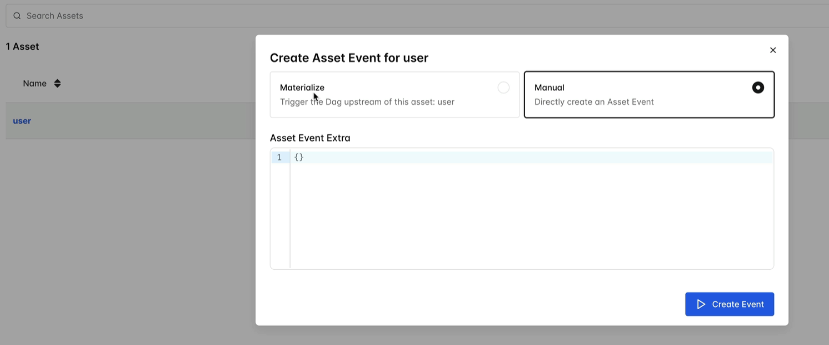 Search Assets
1 Asset
Name
user
Create Asset Event for user
Materialize
Trigger the Dag upstream of this asset: user
Manual
Directly create an Asset Event
Asset Event Extra
1 {}
Create Event